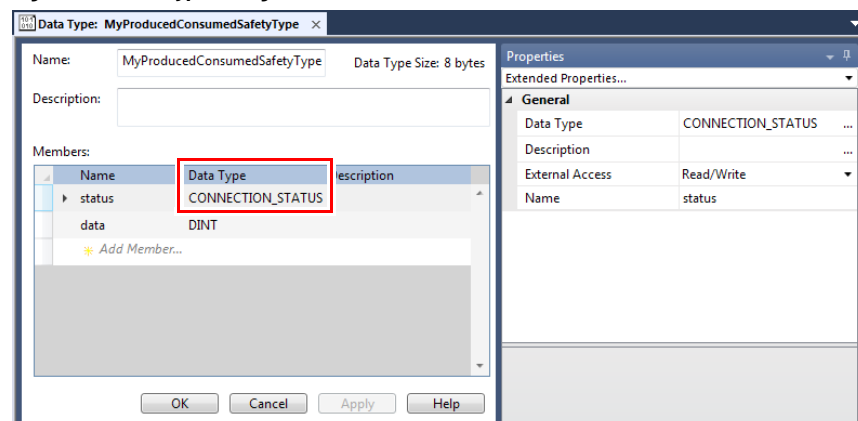 Data Type: MyProducedConsumedSafetyType
Name: MyProducedConsumedSafetyType Data Type Size: 8 bytes
Description:
Members:
Name Data Type Description
status CONNECTION_STATUS
data DINT
Add Member...
OK Cancel Apply Help
Properties
Extended Properties...
General
Data Type CONNECTION_STATUS ...
Description ...
External Access Read/Write
Name status